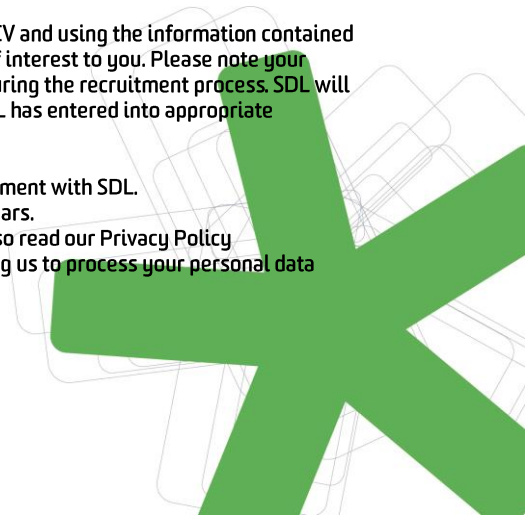 CV and using the information contained
f interest to you. Please note your
uring the recruitment process. SDL will
L has entered into appropriate
ment with SDL.
ars.
so read our Privacy Policy
g us to process your personal data